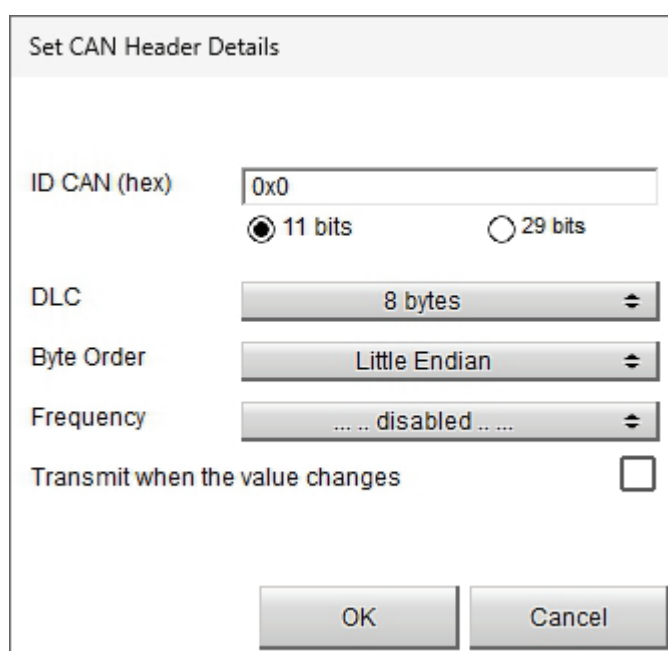 Set CAN Header Details
ID CAN (hex) 0x0
11 bits 29 bits
DLC 8 bytes
Byte Order Little Endian
Frequency ... .. disabled .. ...
Transmit when the value changes
OK Cancel